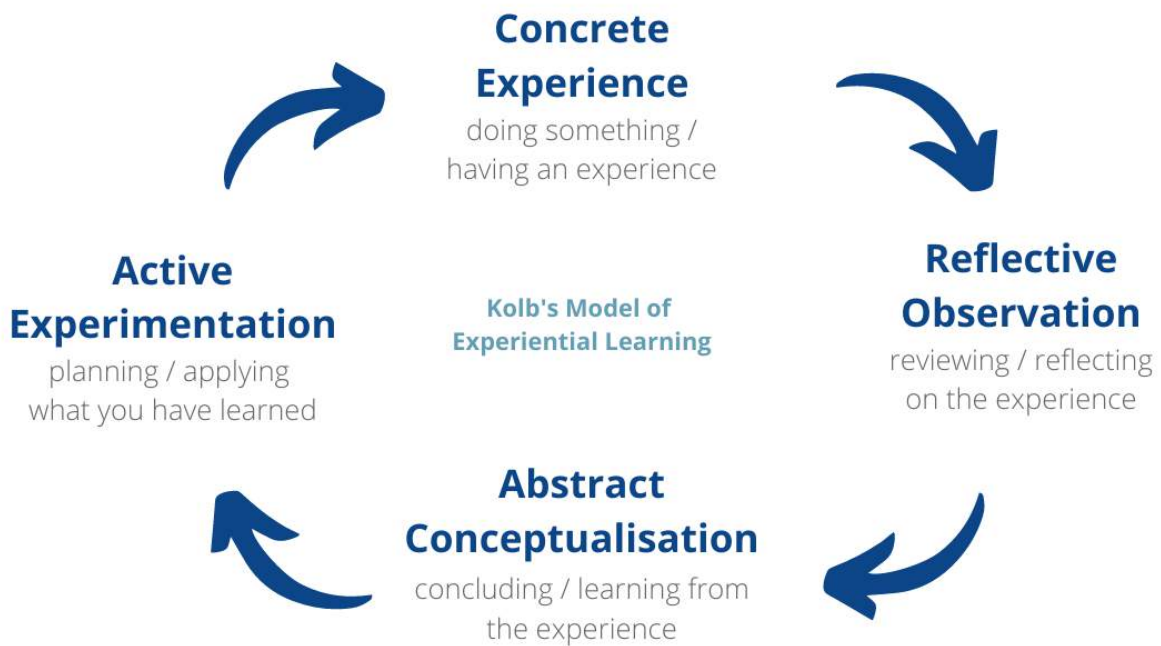 Concrete
Experience
doing something /
having an experience
Reflective
Observation
reviewing / reflecting
on the experience
Abstract
Conceptualisation
concluding / learning from
the experience
Active
Experimentation
planning / applying
what you have learned
Kolb's Model of
Experiential Learning